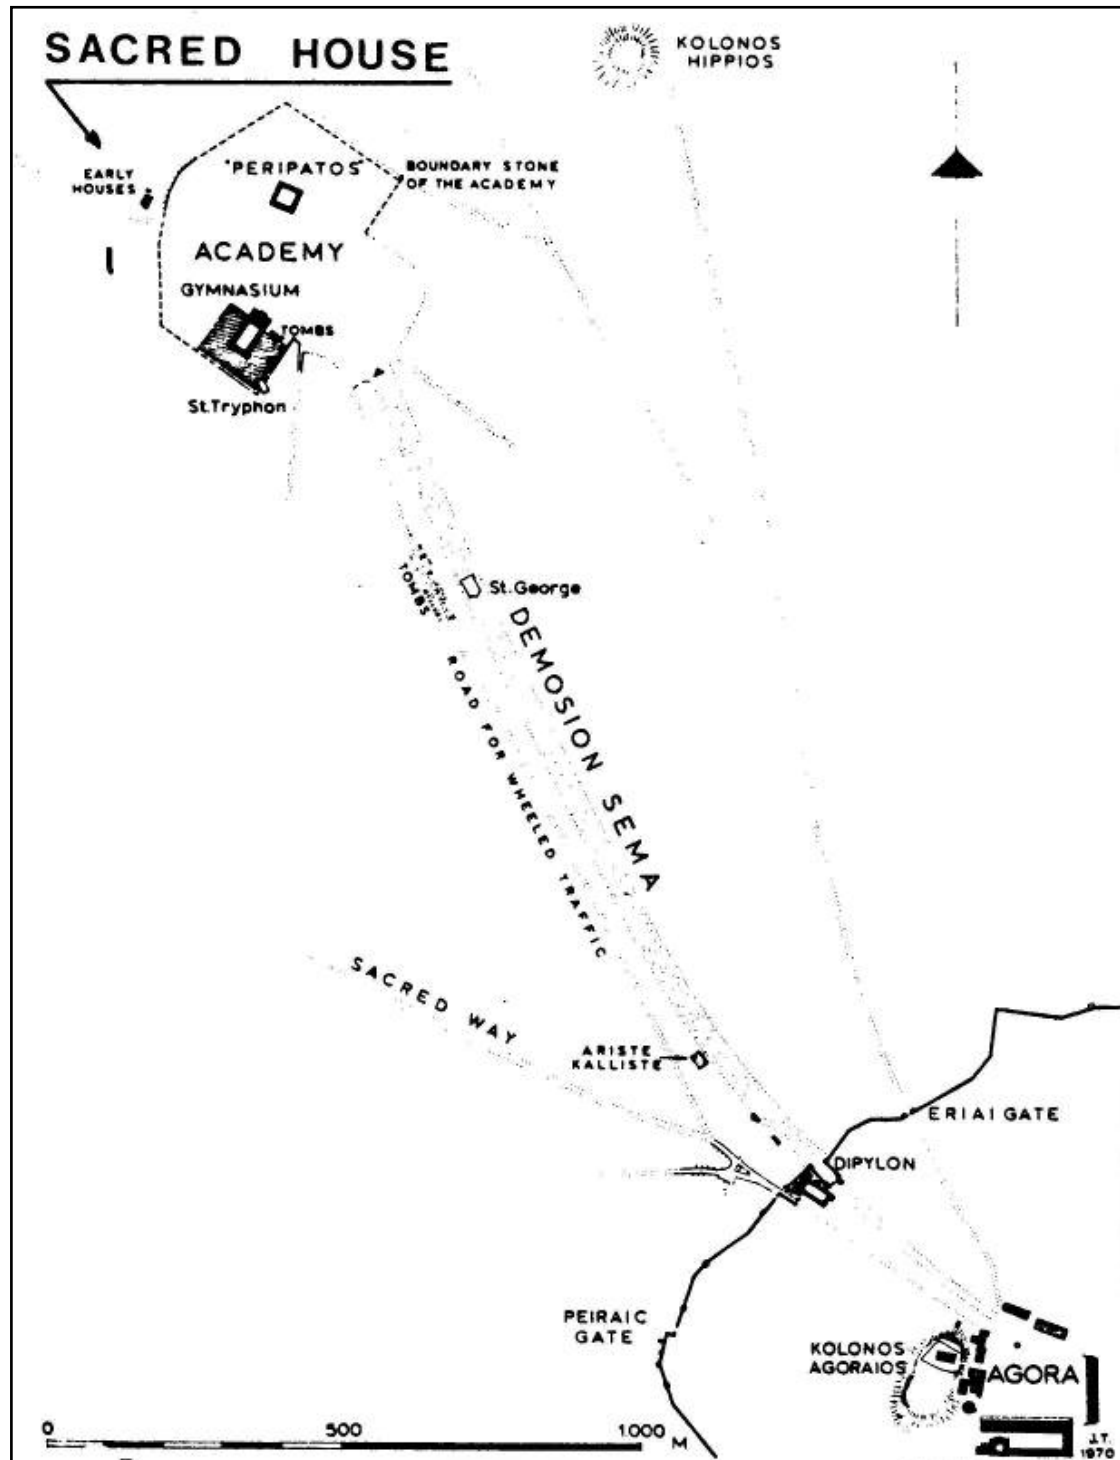 SACRED HOUSE
KOLONOS
HIPPIOS
EARLY
HOUSES
"PERIPATOS"
BOUNDARY STONE
OF THE ACADEMY
ACADEMY
GYMNASIUM
TOMBS
St.Tryphon
TOMBS
St.George
DEMOSION SEMA
ROAD FOR WHEELED TRAFFIC
SACRED WAY
ARISTE
KALLISTE
ERIAI GATE
DIPYLON
PEIRAIC
GATE
KOLONOS
AGORAIOS
AGORA
0 500 1000 M
J.T.
1970